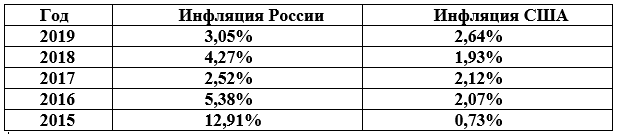 Год Инфляция России Инфляция США
2019 3,05% 2,64%
2018 4,27% 1,93%
2017 2,52% 2,12%
2016 5,38% 2,07%
2015 12,91% 0,73%